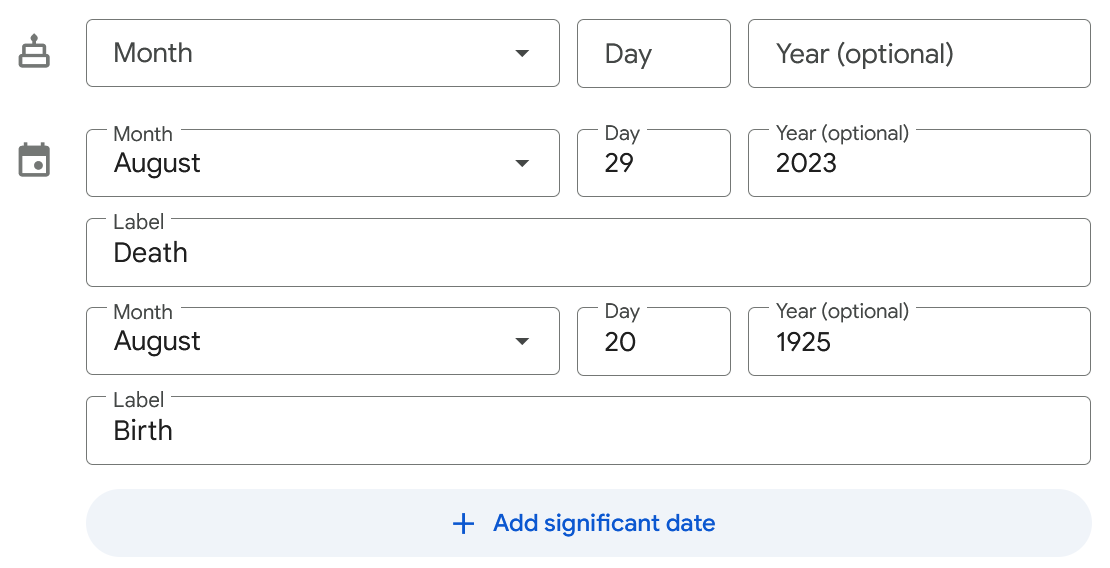 Month Day Year (optional)
Month Day Year (optional)
August 29 2023
Label
Death
Month Day Year (optional)
August 20 1925
Label
Birth
+ Add significant date